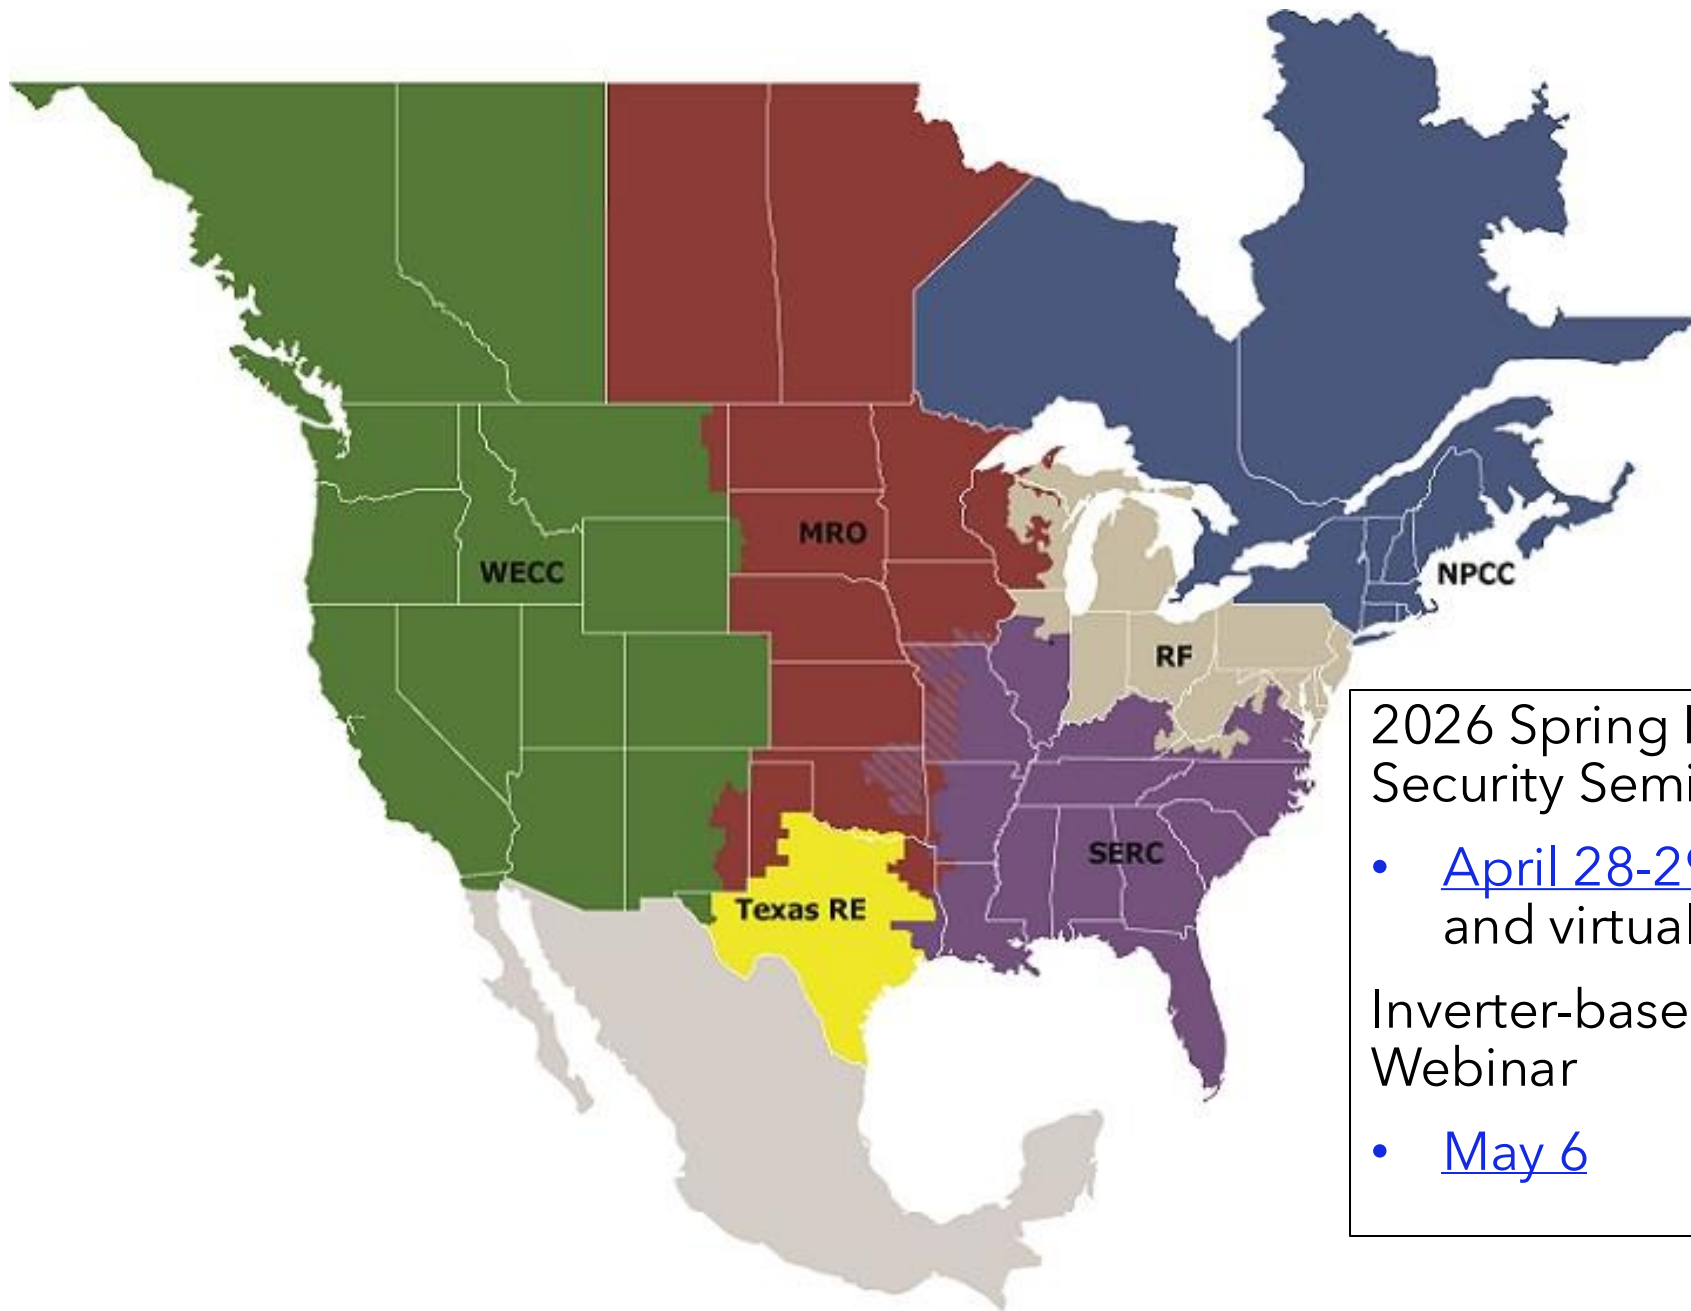 MRO
WECC
NPCC
RF
SERC
Texas RE
2026 Spring
Security Semi
• April 28-29
and virtual
Inverter-base
Webinar
• May 6